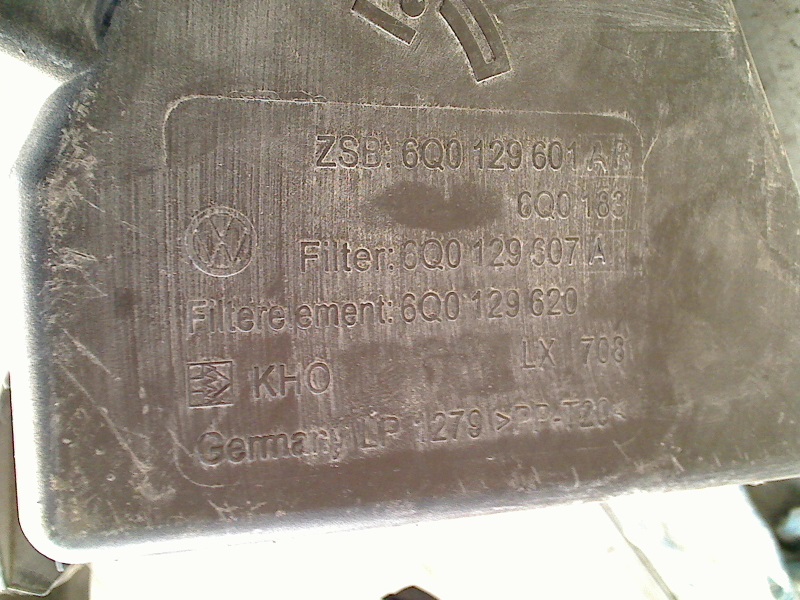 ZSB: 6Q0 129 601 A
6Q0 183
Filter: 6Q0 129 607 A
Filterelement: 6Q0 129 620
LX 708
KHO
Germany LP 1279 >PP-T20<